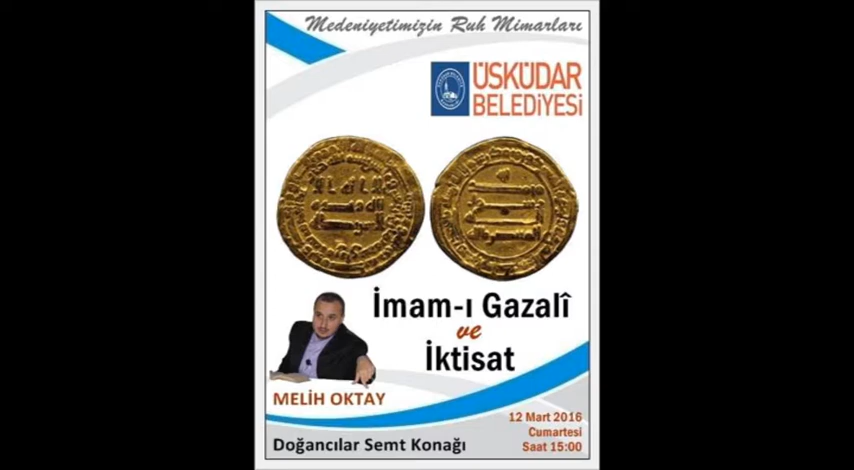 Medeniyetimizin Ruh Mimarları
ÜSKÜDAR
BELEDİYESİ
İmam-ı Gazalî
ve
İktisat
MELİH OKTAY
12 Mart 2016
Cumartesi
Saat 15:00
Doğancılar Semt Konağı